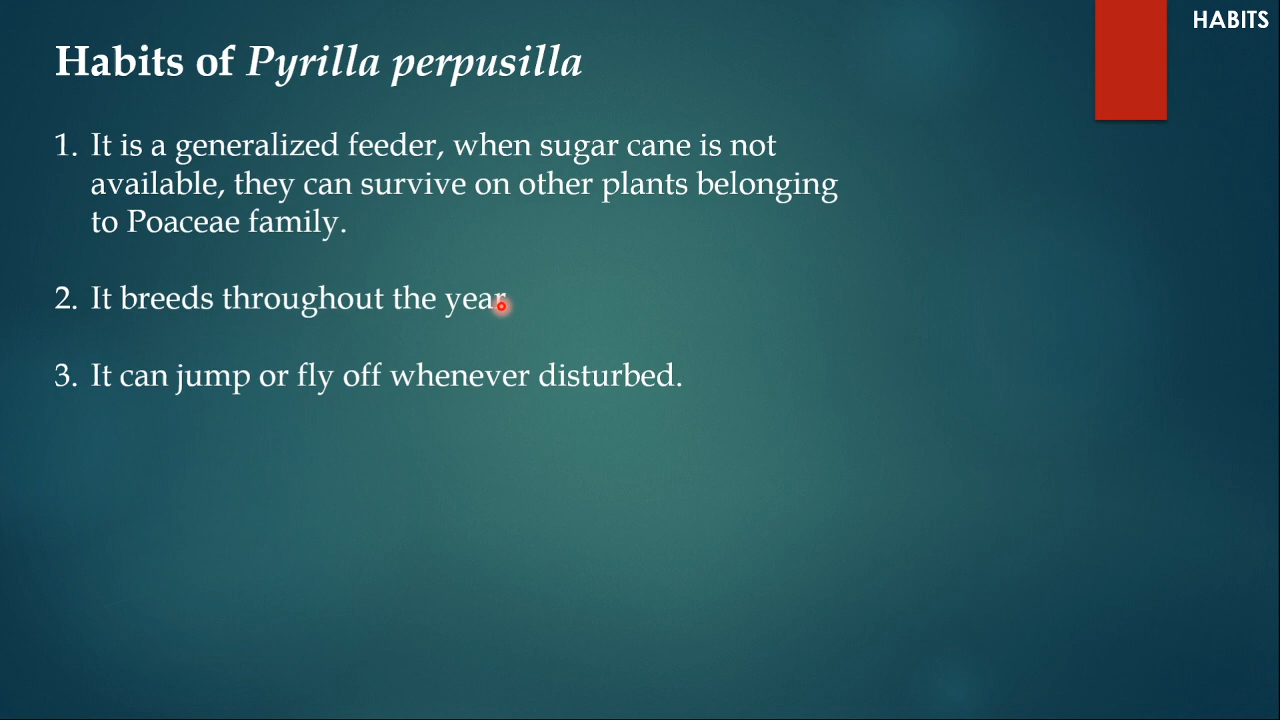 HABITS
Habits of Pyrilla perpusilla
1. It is a generalized feeder, when sugar cane is not
available, they can survive on other plants belonging
to Poaceae family.
2. It breeds throughout the year
3. It can jump or fly off whenever disturbed.